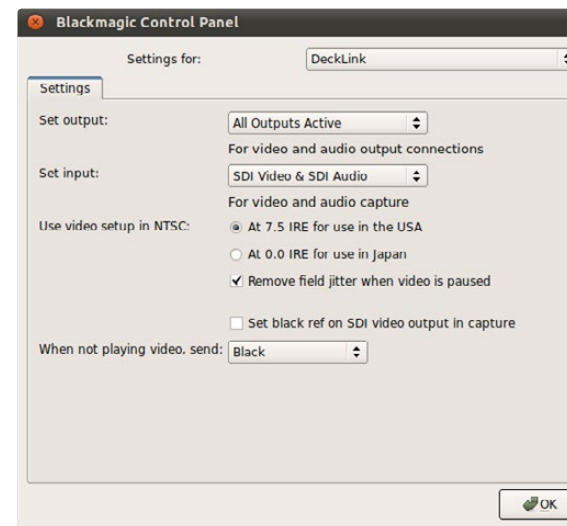 Blackmagic Control Panel
Settings for: DeckLink
Settings
Set output: All Outputs Active
For video and audio output connections
Set input: SDI Video & SDI Audio
For video and audio capture
Use video setup in NTSC: At 7.5 IRE for use in the USA
At 0.0 IRE for use in Japan
Remove field jitter when video is paused
Set black ref on SDI video output in capture
When not playing video, send: Black
OK